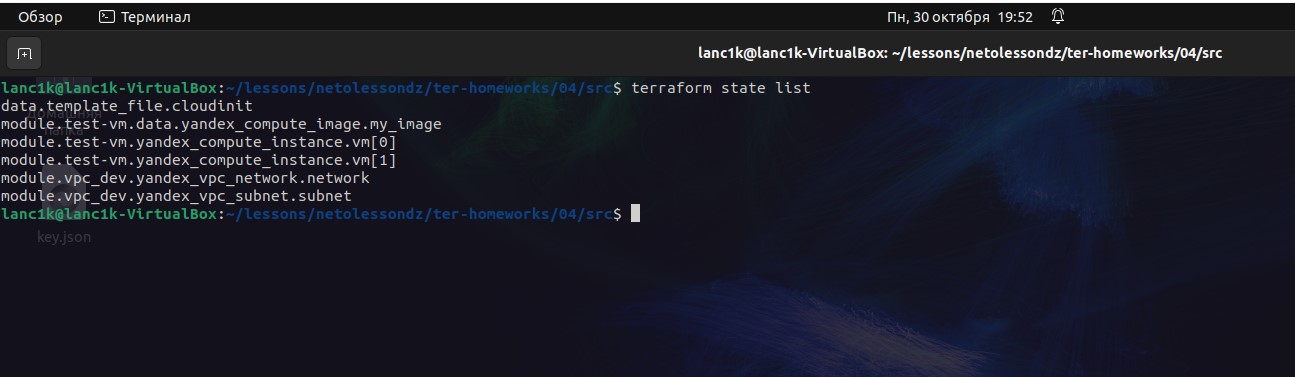 Обзор
Терминал
Пн, 30 октября 19:52
lanc1k@lanc1k-VirtualBox: ~/lessons/netolessondz/ter-homeworks/04/src
lanc1k@lanc1k-VirtualBox:~/lessons/netolessondz/ter-homeworks/04/src$ terraform state list
data.template_file.cloudinit
module.test-vm.data.yandex_compute_image.my_image
module.test-vm.yandex_compute_instance.vm[0]
module.test-vm.yandex_compute_instance.vm[1]
module.vpc_dev.yandex_vpc_network.network
module.vpc_dev.yandex_vpc_subnet.subnet
lanc1k@lanc1k-VirtualBox:~/lessons/netolessondz/ter-homeworks/04/src$
Домашняя
папка
key.json